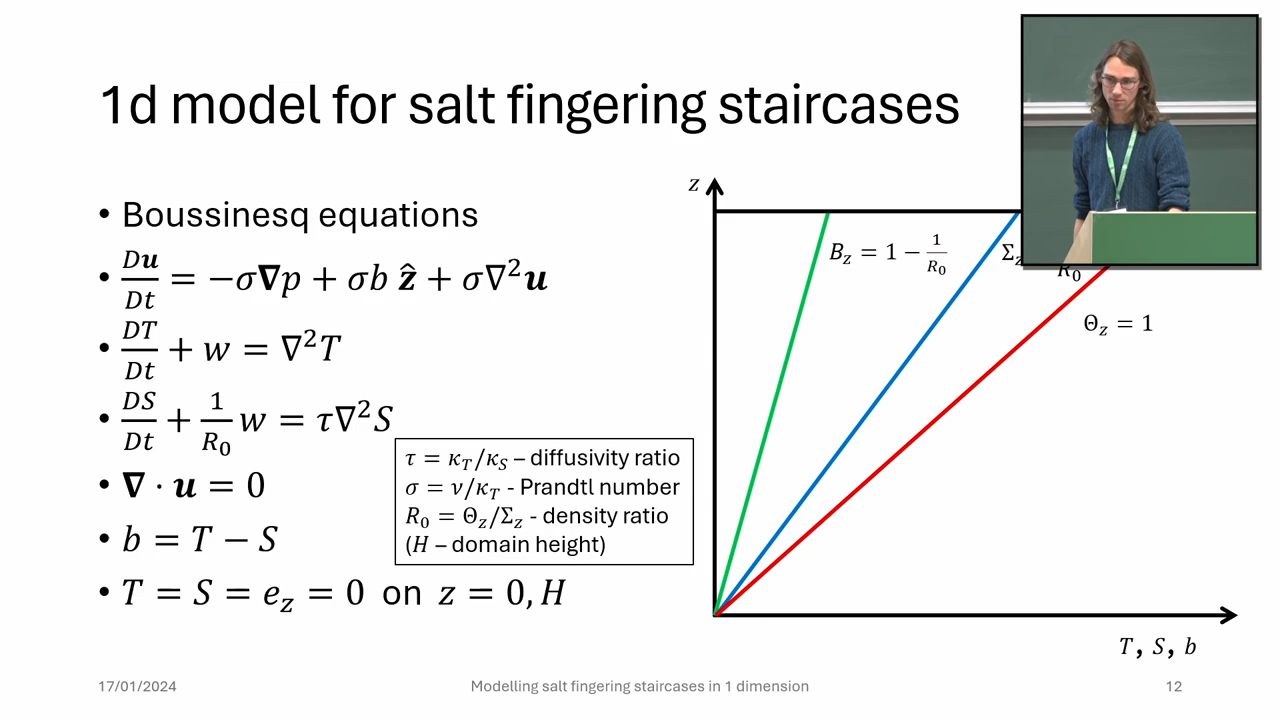 1d model for salt fingering staircases
• Boussinesq equations
• D𝒖/Dt = −σ𝛁p + σb ẑ + σ∇²𝒖
• DT/Dt + w = ∇²T
• DS/Dt + 1/R₀ w = τ∇²S
• 𝛁 · 𝒖 = 0
• b = T − S
• T = S = e_z = 0 on z = 0, H
τ = κ_T/κ_S – diffusivity ratio
σ = ν/κ_T - Prandtl number
R₀ = Θ_z/Σ_z - density ratio
(H – domain height)
z
B_z = 1 − 1/R₀
Σ_z
R₀
Θ_z = 1
T, S, b
17/01/2024
Modelling salt fingering staircases in 1 dimension
12